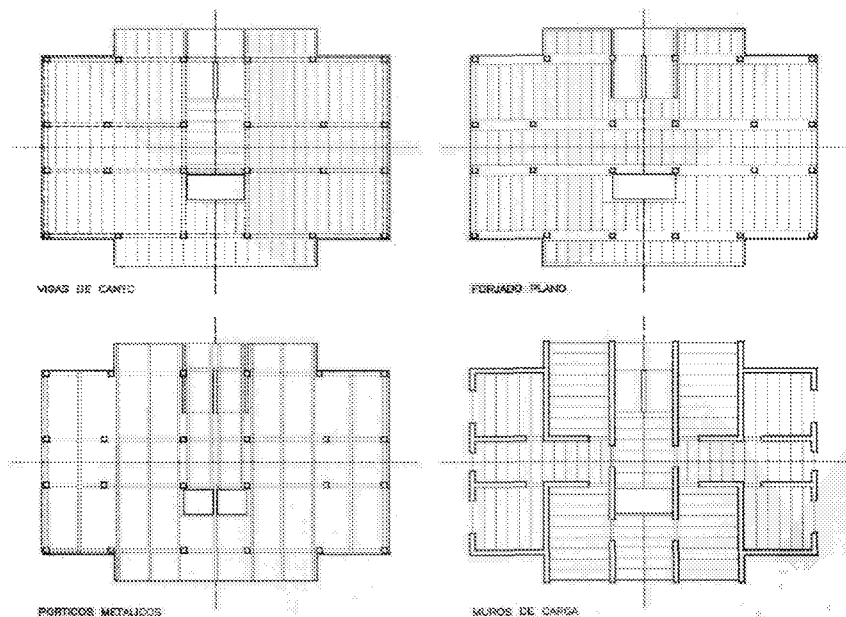 VIGAS DE CANTO
FORJADO PLANO
PORTICOS METALICOS
MUROS DE CARGA